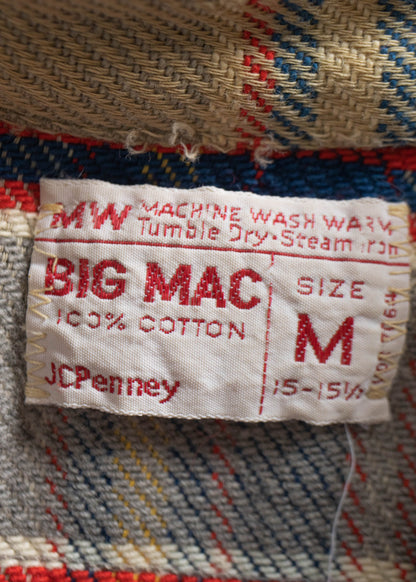 MW MACHINE WASH WARM
Tumble Dry·Steam Iron
BIG MAC
100% COTTON
JCPenney
SIZE
M
15-15½